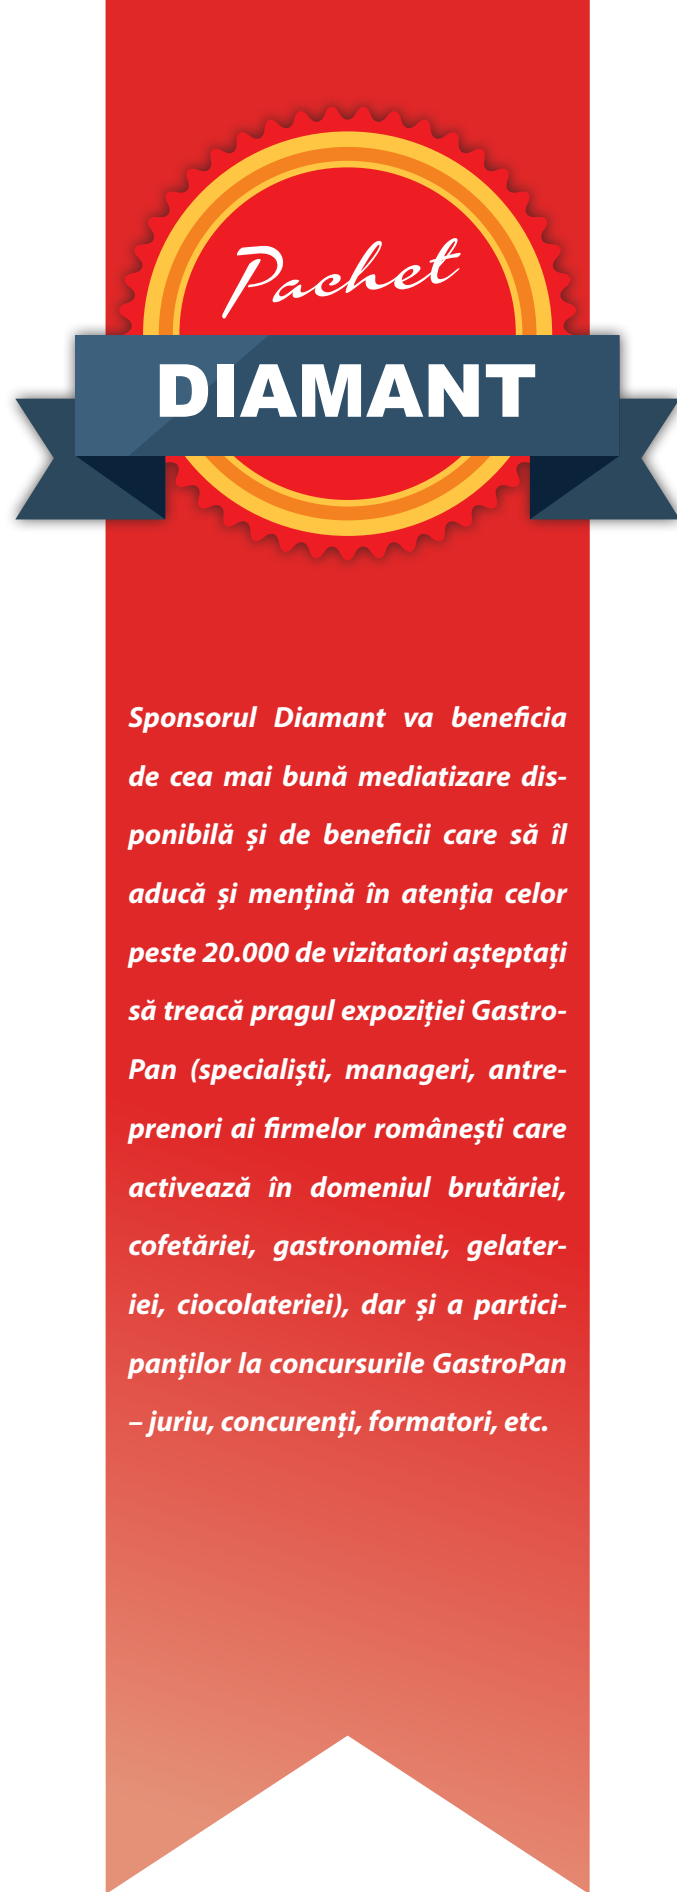 Pachet
DIAMANT
Sponsorul Diamant va beneficia
de cea mai bună mediatizare dis-
ponibilă și de beneficii care să îl
aducă și mențină în atenția celor
peste 20.000 de vizitatori așteptați
să treacă pragul expoziției Gastro-
Pan (specialiști, manageri, antre-
prenori ai firmelor românești care
activează în domeniul brutăriei,
cofetăriei, gastronomiei, gelater-
iei, ciocolateriei), dar și a partici-
panților la concursurile GastroPan
– juriu, concurenți, formatori, etc.